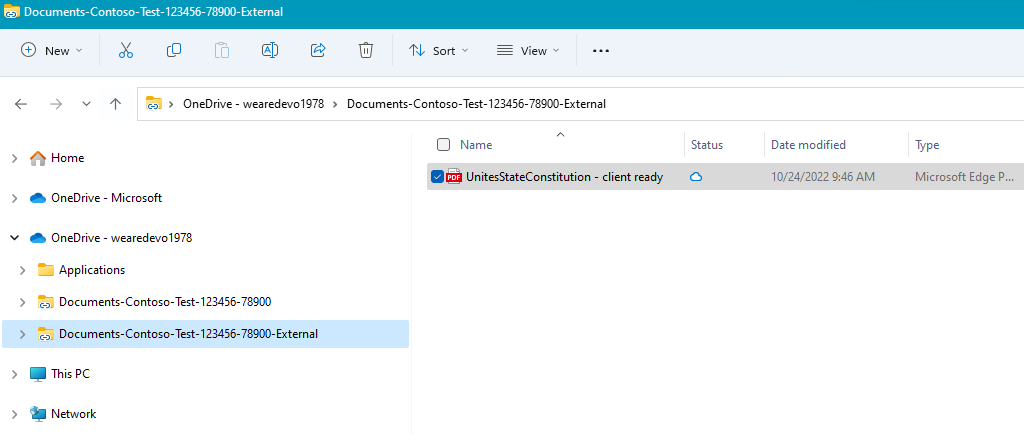 Documents-Contoso-Test-123456-78900-External
New Sort View
OneDrive - wearedevo1978 Documents-Contoso-Test-123456-78900-External
Name Status Date modified Type
Home
PDF UnitesStateConstitution - client ready 10/24/2022 9:46 AM Microsoft Edge P...
OneDrive - Microsoft
OneDrive - wearedevo1978
Applications
Documents-Contoso-Test-123456-78900
Documents-Contoso-Test-123456-78900-External
This PC
Network